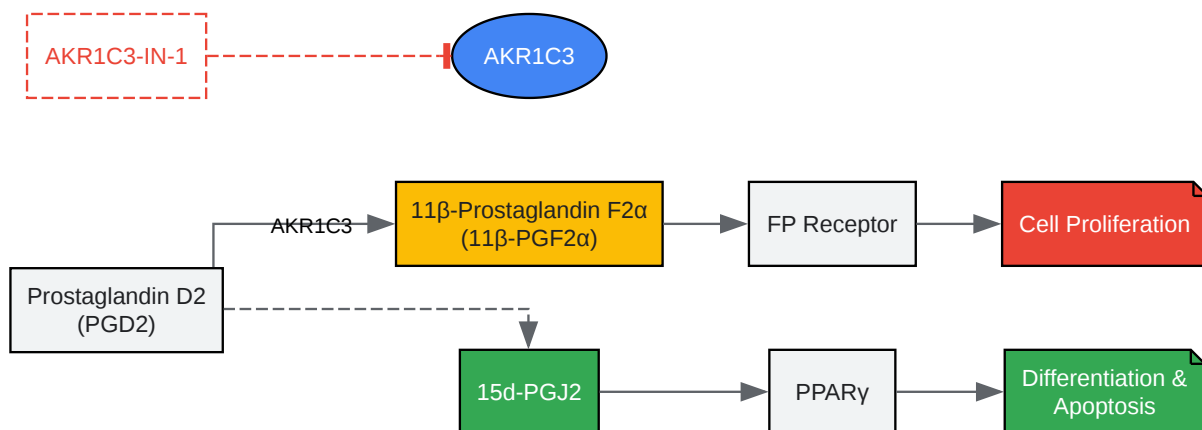 AKR1C3-IN-1
AKR1C3
AKR1C3
11β-Prostaglandin F2α
(11β-PGF2α)
FP Receptor
Cell Proliferation
Prostaglandin D2
(PGD2)
15d-PGJ2
PPARγ
Differentiation &
Apoptosis